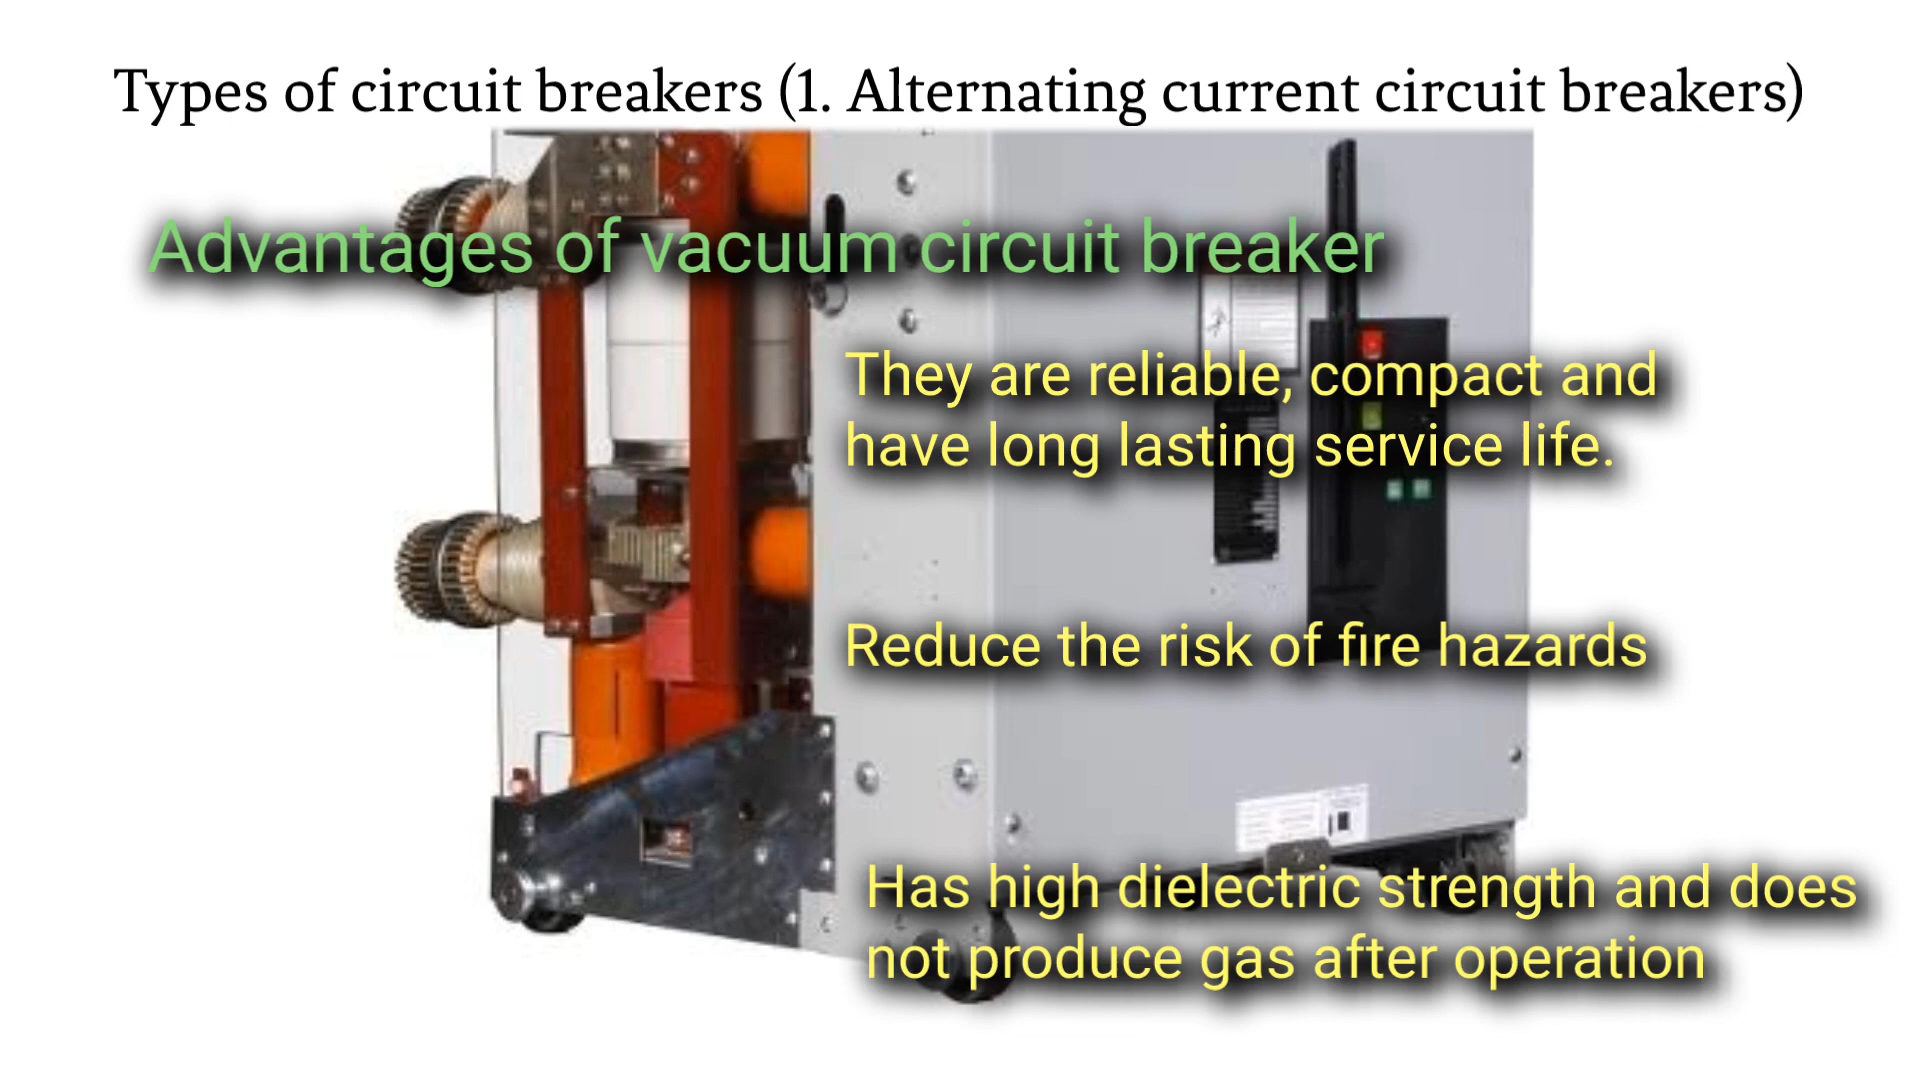 Types of circuit breakers (1. Alternating current circuit breakers)
Advantages of vacuum circuit breaker
They are reliable, compact and
have long lasting service life.
Reduce the risk of fire hazards
Has high dielectric strength and does
not produce gas after operation